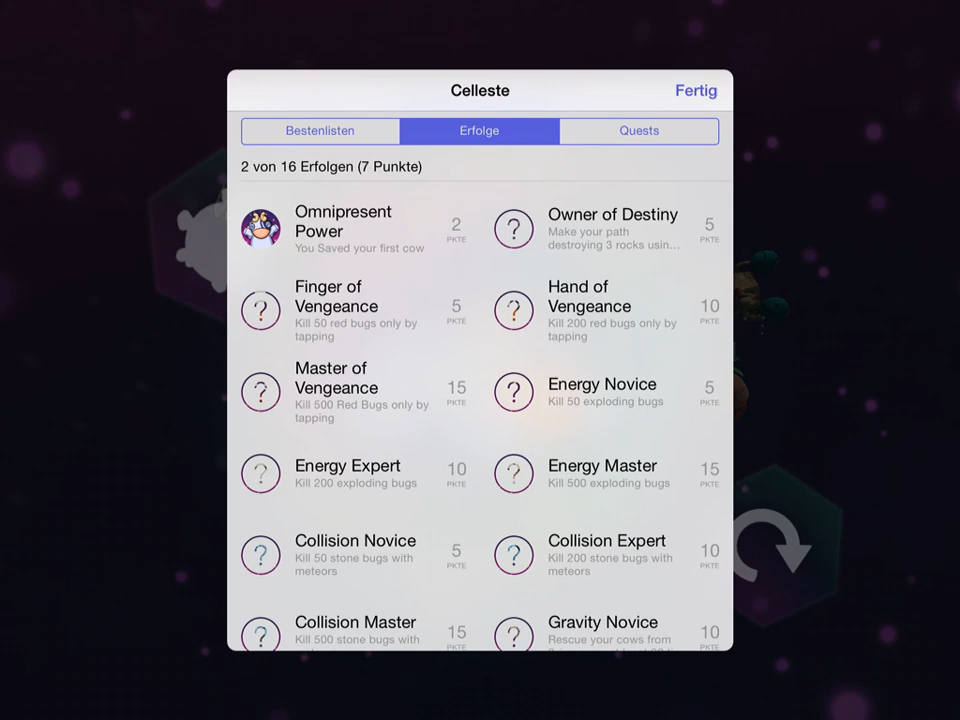 Celleste
Fertig
Bestenlisten
Erfolge
Quests
2 von 16 Erfolgen (7 Punkte)
Omnipresent
Power
You Saved your first cow
2
PKTE
Owner of Destiny
Make your path
destroying 3 rocks usin...
5
PKTE
Finger of
Vengeance
Kill 50 red bugs only by
tapping
5
PKTE
Hand of
Vengeance
Kill 200 red bugs only by
tapping
10
PKTE
Master of
Vengeance
Kill 500 Red Bugs only by
tapping
15
PKTE
Energy Novice
Kill 50 exploding bugs
5
PKTE
Energy Expert
Kill 200 exploding bugs
10
PKTE
Energy Master
Kill 500 exploding bugs
15
PKTE
Collision Novice
Kill 50 stone bugs with
meteors
5
PKTE
Collision Expert
Kill 200 stone bugs with
meteors
10
PKTE
Collision Master
Kill 500 stone bugs with
15
PKTE
Gravity Novice
Rescue your cows from
10
PKTE